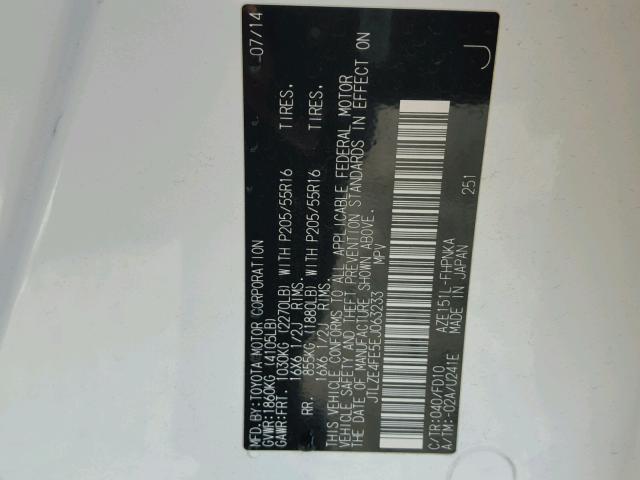 MFD.BY:TOYOTA MOTOR CORPORATION 07/14
GVWR:1860KG (4105LB)
GAWR:FRT. 1030KG (2270LB) WITH P205/55R16 TIRES.
16X6 1/2J RIMS.
RR. 855KG (1880LB) WITH P205/55R16 TIRES.
16X6 1/2J RIMS.
THIS VEHICLE CONFORMS TO ALL APPLICABLE FEDERAL MOTOR
VEHICLE SAFETY AND THEFT PREVENTION STANDARDS IN EFFECT ON
THE DATE OF MANUFACTURE SHOWN ABOVE.
JTLZE4FE5EJ063233 MPV
C/TR:040/FD10 AZE151L-FHPNKA
A/TM:-02A/U241E MADE IN JAPAN 251
J